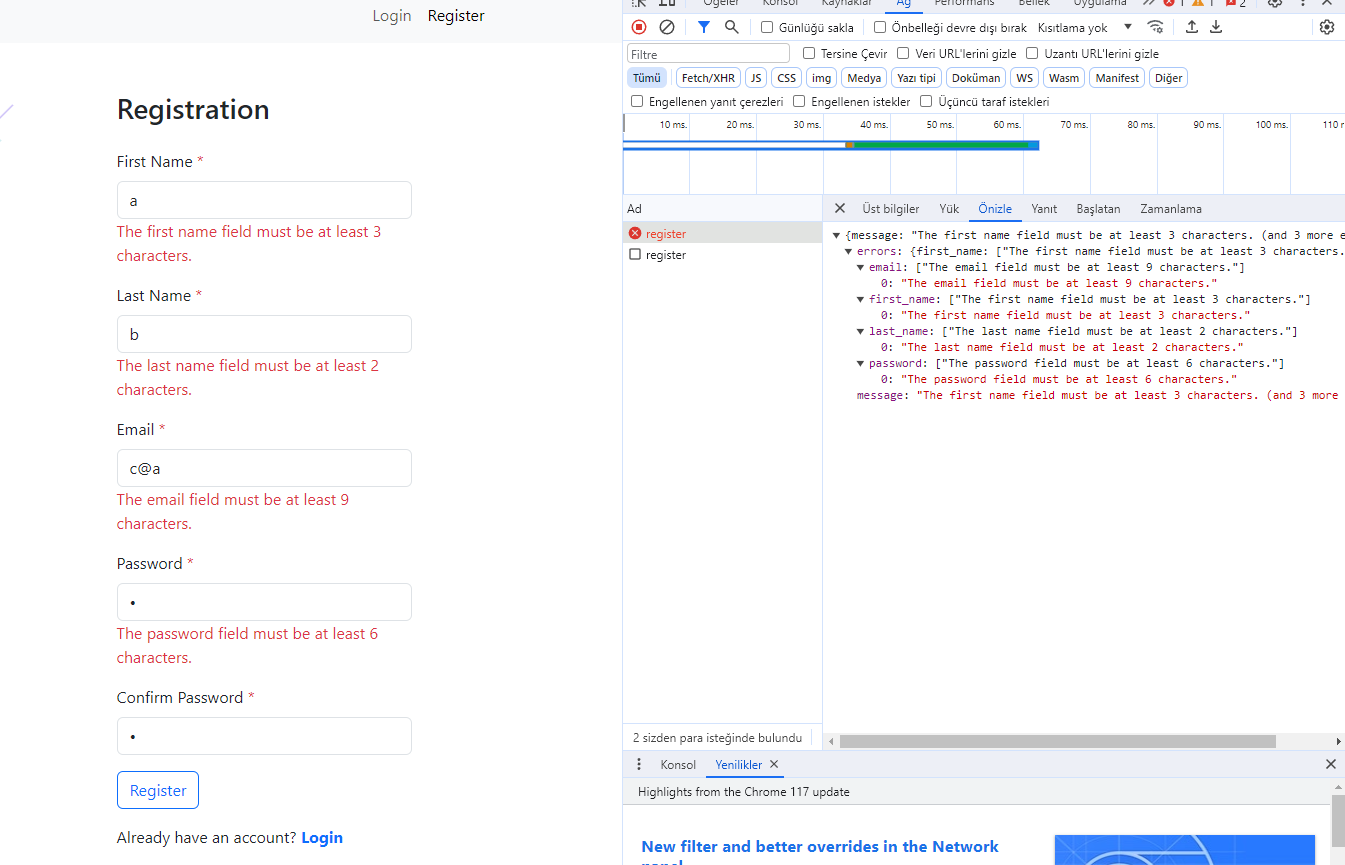 Login Register
Registration
First Name *
a
The first name field must be at least 3
characters.
Last Name *
b
The last name field must be at least 2
characters.
Email *
c@a
The email field must be at least 9
characters.
Password *
•
The password field must be at least 6
characters.
Confirm Password *
•
Register
Already have an account? Login
Öğeler Konsol Kaynaklar Ağ Performans Bellek Uygulama 1 1 2
Günlüğü sakla Önbelleği devre dışı bırak Kısıtlama yok
Filtre Tersine Çevir Veri URL'lerini gizle Uzantı URL'lerini gizle
Tümü Fetch/XHR JS CSS img Medya Yazı tipi Doküman WS Wasm Manifest Diğer
Engellenen yanıt çerezleri Engellenen istekler Üçüncü taraf istekleri
10 ms. 20 ms. 30 ms. 40 ms. 50 ms. 60 ms. 70 ms. 80 ms. 90 ms. 100 ms. 110 r
Ad
register
register
2 sizden para isteğinde bulundu
Üst bilgiler Yük Önizle Yanıt Başlatan Zamanlama
{message: "The first name field must be at least 3 characters. (and 3 more e
errors: {first_name: ["The first name field must be at least 3 characters.
email: ["The email field must be at least 9 characters."]
0: "The email field must be at least 9 characters."
first_name: ["The first name field must be at least 3 characters."]
0: "The first name field must be at least 3 characters."
last_name: ["The last name field must be at least 2 characters."]
0: "The last name field must be at least 2 characters."
password: ["The password field must be at least 6 characters."]
0: "The password field must be at least 6 characters."
message: "The first name field must be at least 3 characters. (and 3 more
Konsol Yenilikler
Highlights from the Chrome 117 update
New filter and better overrides in the Network
panel